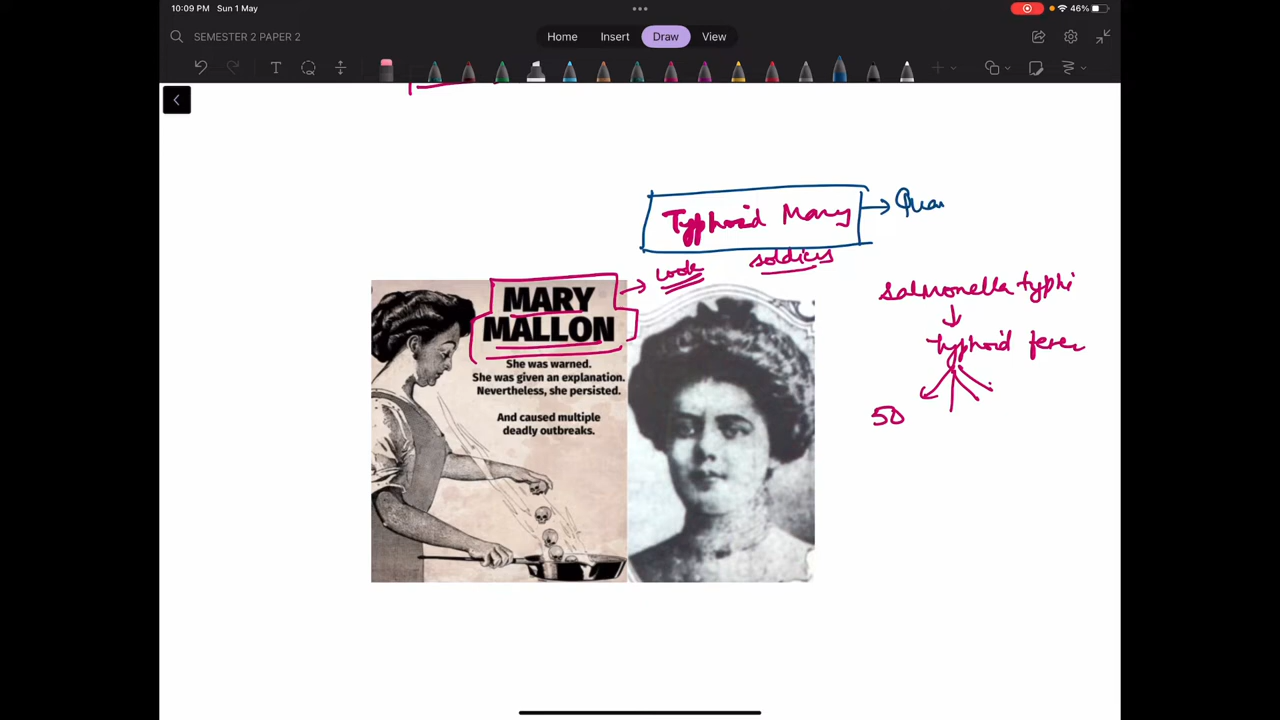 10:09 PM Sun 1 May
46%
SEMESTER 2 PAPER 2
Home Insert Draw View
Typhoid Mary
Qua
cook
soldiers
MARY
MALLON
She was warned.
She was given an explanation.
Nevertheless, she persisted.
And caused multiple
deadly outbreaks.
Salmonella typhi
typhoid fever
50